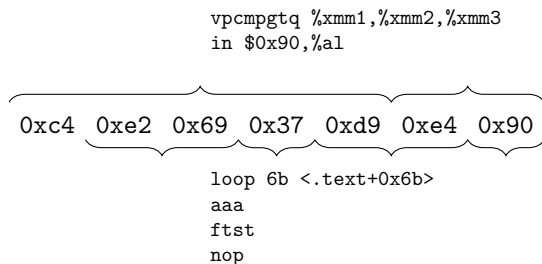 vpcmpgtq %xmm1,%xmm2,%xmm3
in $0x90,%al
0xc4 0xe2 0x69 0x37 0xd9 0xe4 0x90
loop 6b <.text+0x6b>
aaa
ftst
nop